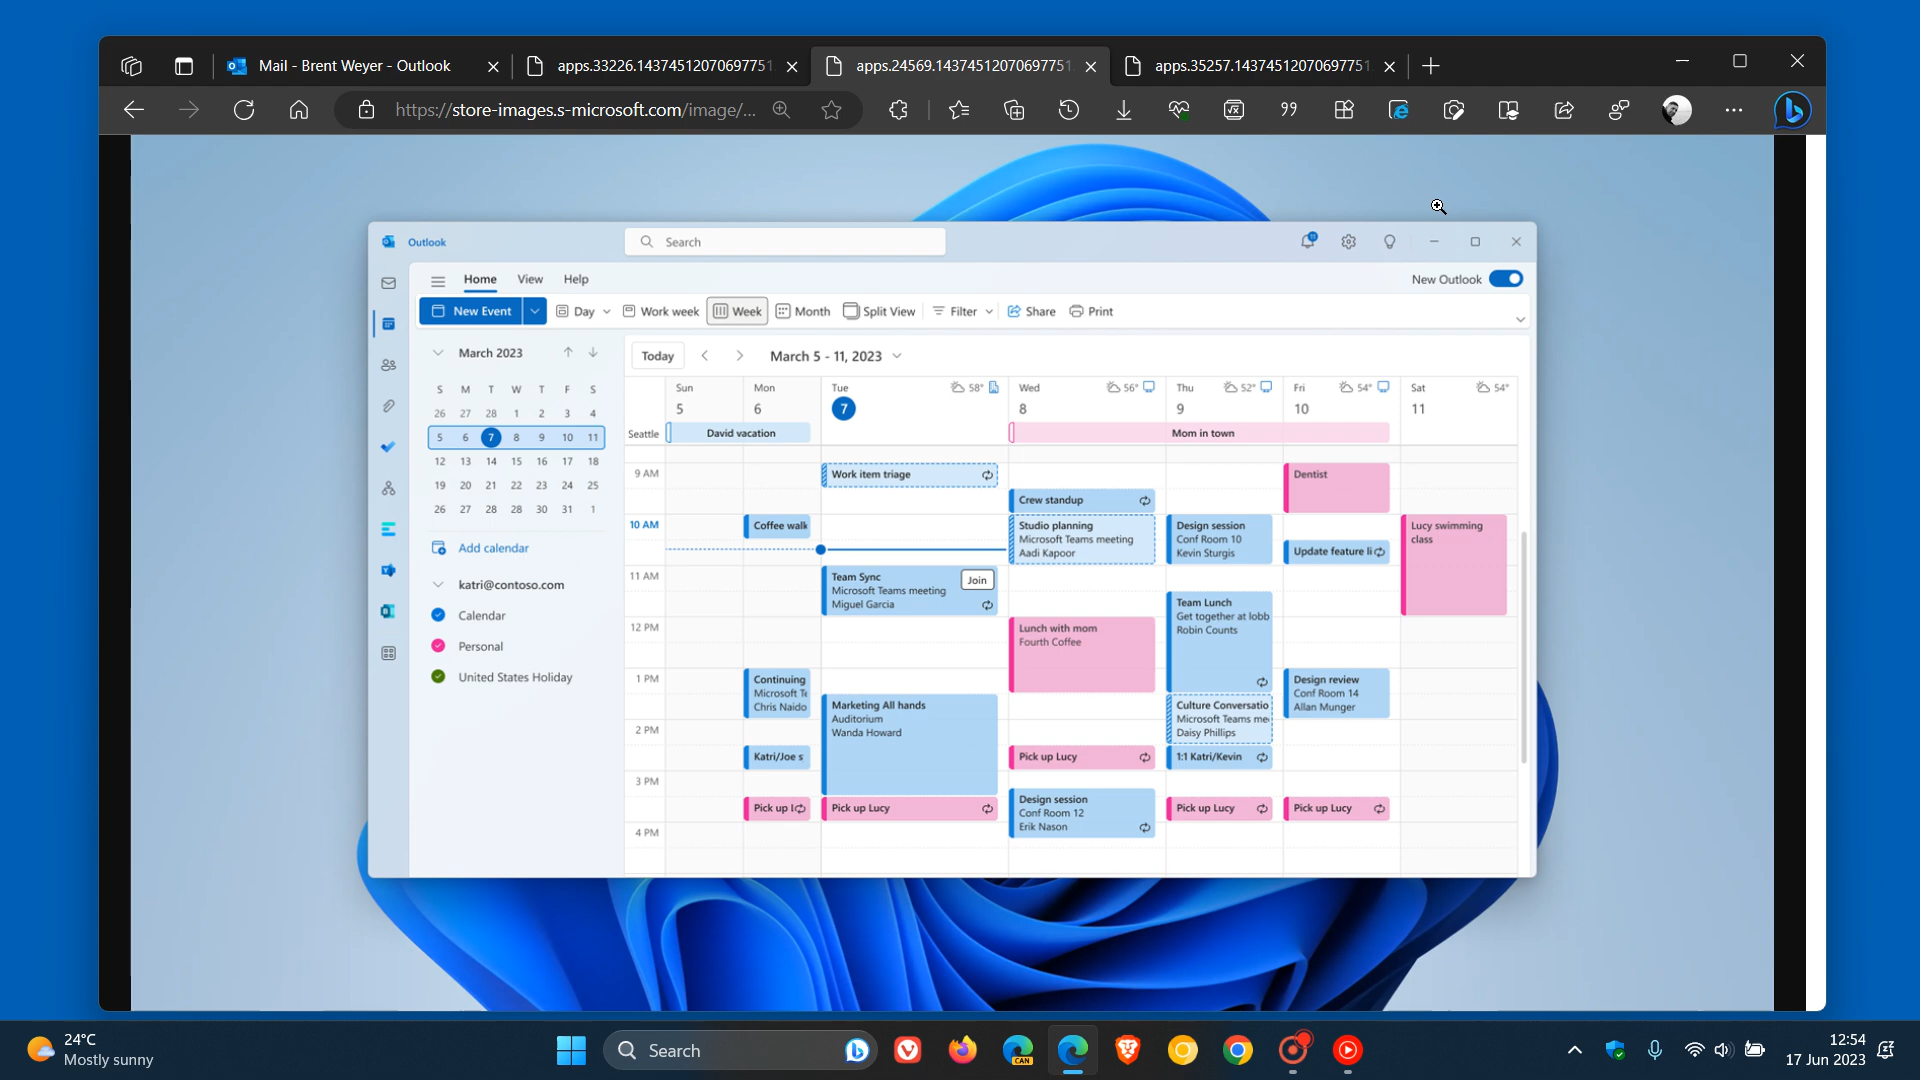 Mail - Brent Weyer - Outlook
apps.33226.14374512070697751
apps.24569.14374512070697751
apps.35257.14374512070697751
https://store-images.s-microsoft.com/image/...
Outlook
Search
Home View Help
New Outlook
New Event
Day
Work week
Week
Month
Split View
Filter
Share
Print
March 2023
S M T W T F S
26 27 28 1 2 3 4
5 6 7 8 9 10 11
12 13 14 15 16 17 18
19 20 21 22 23 24 25
26 27 28 28 30 31 1
Add calendar
katri@contoso.com
Calendar
Personal
United States Holiday
Today
March 5 - 11, 2023
Sun
5
Mon
6
Tue
58°
7
Wed
56°
8
Thu
52°
9
Fri
54°
10
Sat
54°
11
Seattle
David vacation
Mom in town
9 AM
10 AM
11 AM
12 PM
1 PM
2 PM
3 PM
4 PM
Coffee walk
Continuing
Microsoft Te
Chris Naido
Katri/Joe s
Pick up l
Work item triage
Team Sync
Microsoft Teams meeting
Miguel Garcia
Join
Marketing All hands
Auditorium
Wanda Howard
Pick up Lucy
Crew standup
Studio planning
Microsoft Teams meeting
Aadi Kapoor
Lunch with mom
Fourth Coffee
Pick up Lucy
Design session
Conf Room 12
Erik Nason
Design session
Conf Room 10
Kevin Sturgis
Team Lunch
Get together at lobb
Robin Counts
Culture Conversatio
Microsoft Teams me
Daisy Phillips
1:1 Katri/Kevin
Pick up Lucy
Dentist
Update feature li
Design review
Conf Room 14
Allan Munger
Pick up Lucy
Lucy swimming
class
24°C
Mostly sunny
Search
CAN
12:54
17 Jun 2023